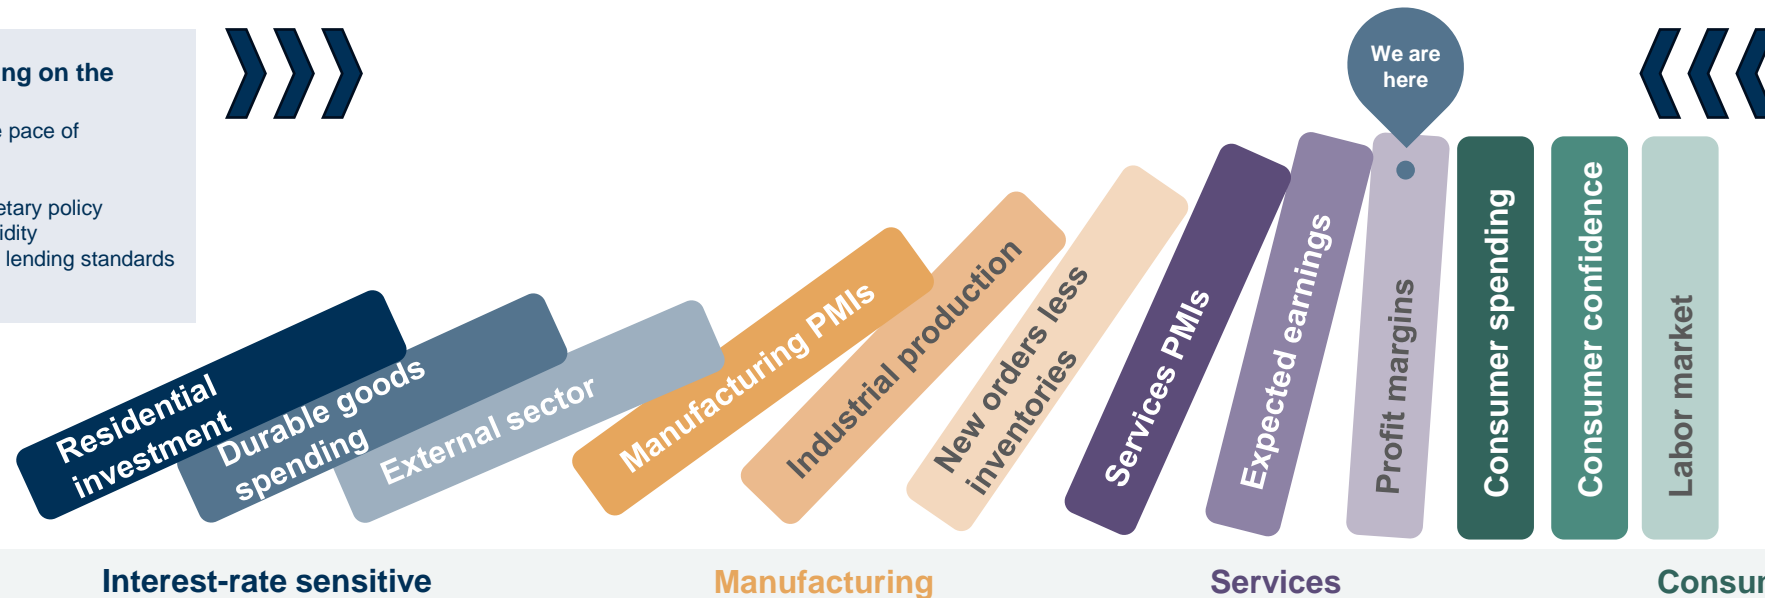 ng on the
pace of
etary policy
idity
lending standards
We are
here
Residential
investment
Durable goods
spending
External sector
Manufacturing PMIs
Industrial production
New orders less
inventories
Services PMIs
Expected earnings
Profit margins
Consumer spending
Consumer confidence
Labor market
Interest-rate sensitive
Manufacturing
Services
Consu